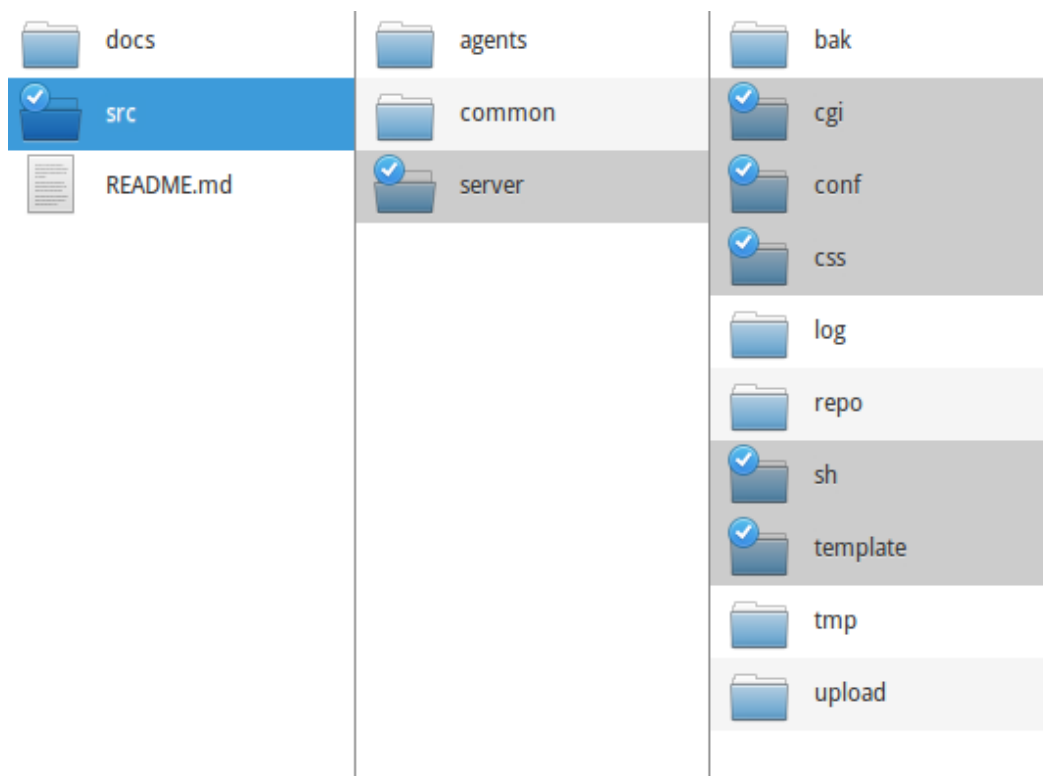 docs
src
README.md
agents
common
server
bak
cgi
conf
css
log
repo
sh
template
tmp
upload